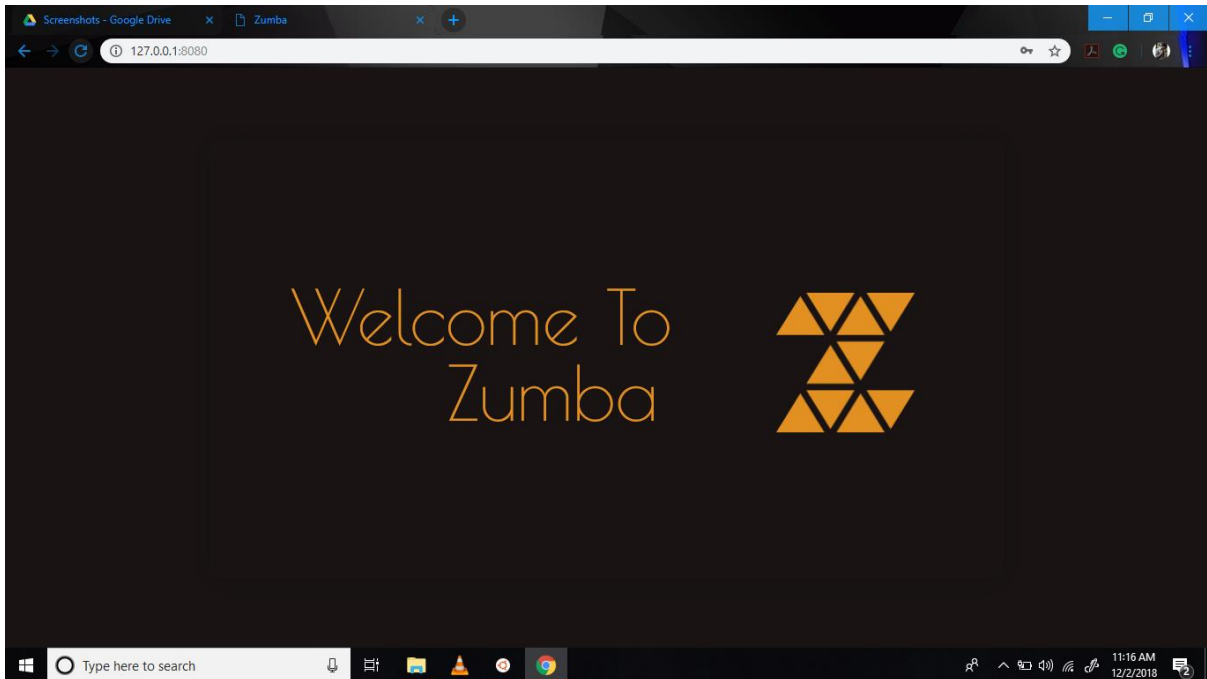 Screenshots - Google Drive
Zumba
127.0.0.1:8080
Welcome To
Zumba
Type here to search
11:16 AM
12/2/2018
2